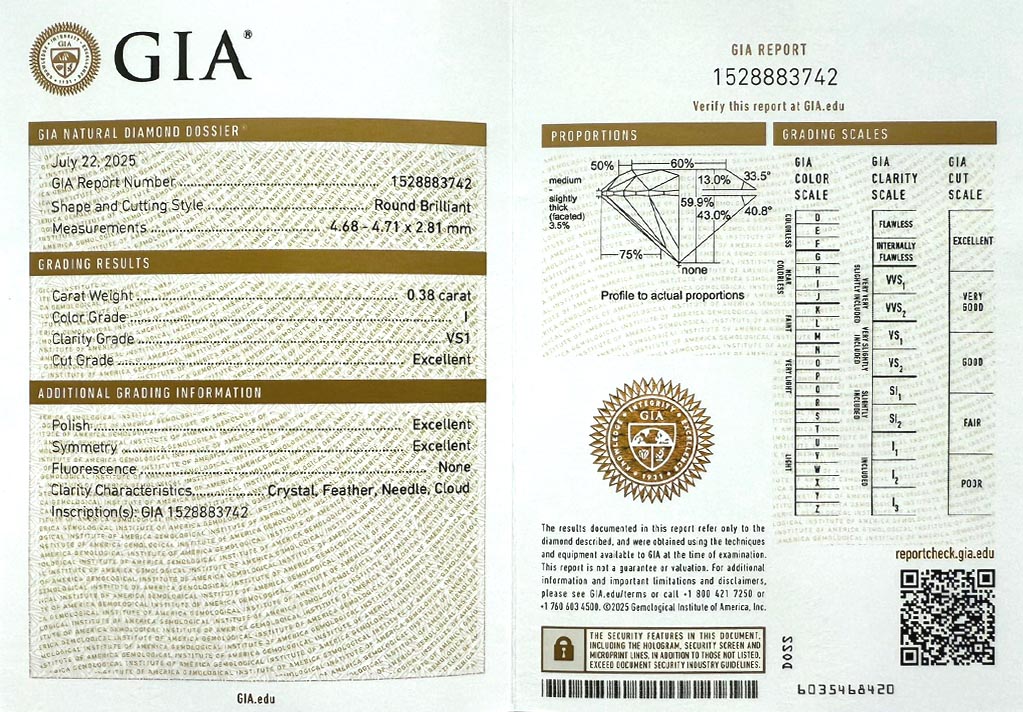 GIA®
GIA NATURAL DIAMOND DOSSIER®
July 22, 2025
GIA Report Number 1528883742
Shape and Cutting Style Round Brilliant
Measurements 4.68 - 4.71 x 2.81 mm
GRADING RESULTS
Carat Weight 0.38 carat
Color Grade I
Clarity Grade VS1
Cut Grade Excellent
ADDITIONAL GRADING INFORMATION
Polish Excellent
Symmetry Excellent
Fluorescence None
Clarity Characteristics Crystal, Feather, Needle, Cloud
Inscription(s): GIA 1528883742
GIA.edu
GIA REPORT
1528883742
Verify this report at GIA.edu
PROPORTIONS
50%
60%
13.0%
33.5°
medium
-
slightly
thick
(faceted)
3.5%
59.9%
43.0%
40.8°
75%
none
Profile to actual proportions
GIA
INTEGRITY
1931
The results documented in this report refer only to the
diamond described, and were obtained using the techniques
and equipment available to GIA at the time of examination.
This report is not a guarantee or valuation. For additional
information and important limitations and disclaimers,
please see GIA.edu/terms or call +1 800 421 7250 or
+1 760 603 4500. ©2025 Gemological Institute of America, Inc.
THE SECURITY FEATURES IN THIS DOCUMENT,
INCLUDING THE HOLOGRAM, SECURITY SCREEN AND
MICROPRINT LINES, IN ADDITION TO THOSE NOT LISTED,
EXCEED DOCUMENT SECURITY INDUSTRY GUIDELINES.
GRADING SCALES
GIA
COLOR
SCALE
COLORLESS
D
E
F
NEAR COLORLESS
G
H
I
J
FAINT
K
L
M
VERY LIGHT
N
O
P
Q
R
LIGHT
S
T
U
V
W
X
Y
Z
GIA
CLARITY
SCALE
FLAWLESS
INTERNALLY
FLAWLESS
VERY VERY
SLIGHTLY INCLUDED
VVS1
VVS2
VERY SLIGHTLY
INCLUDED
VS1
VS2
SLIGHTLY
INCLUDED
SI1
SI2
INCLUDED
I1
I2
I3
GIA
CUT
SCALE
EXCELLENT
VERY
GOOD
GOOD
FAIR
POOR
reportcheck.gia.edu
DOS2
6035468420